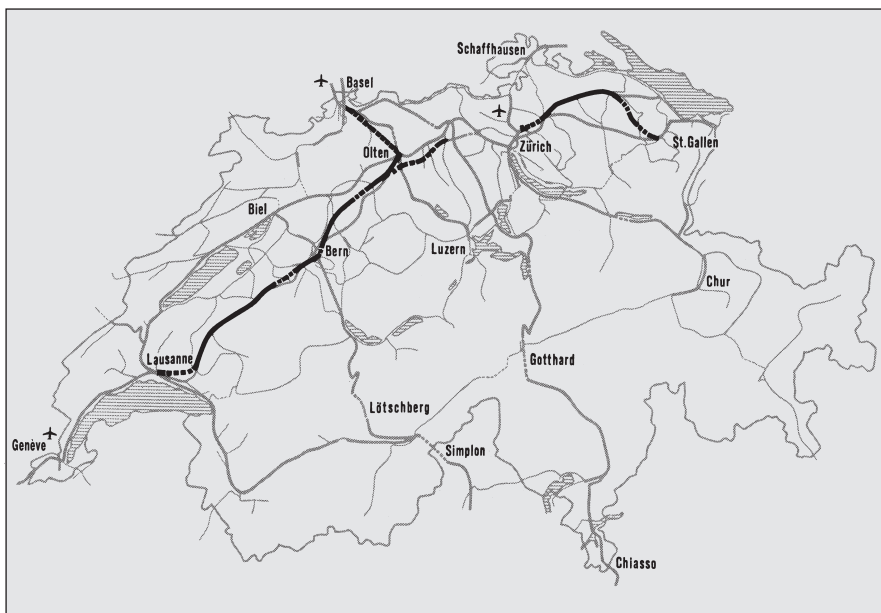 Schaffhausen
Basel
Olten
Zürich
St.Gallen
Biel
Bern
Luzern
Chur
Lausanne
Gotthard
Lötschberg
Genève
Simplon
Chiasso